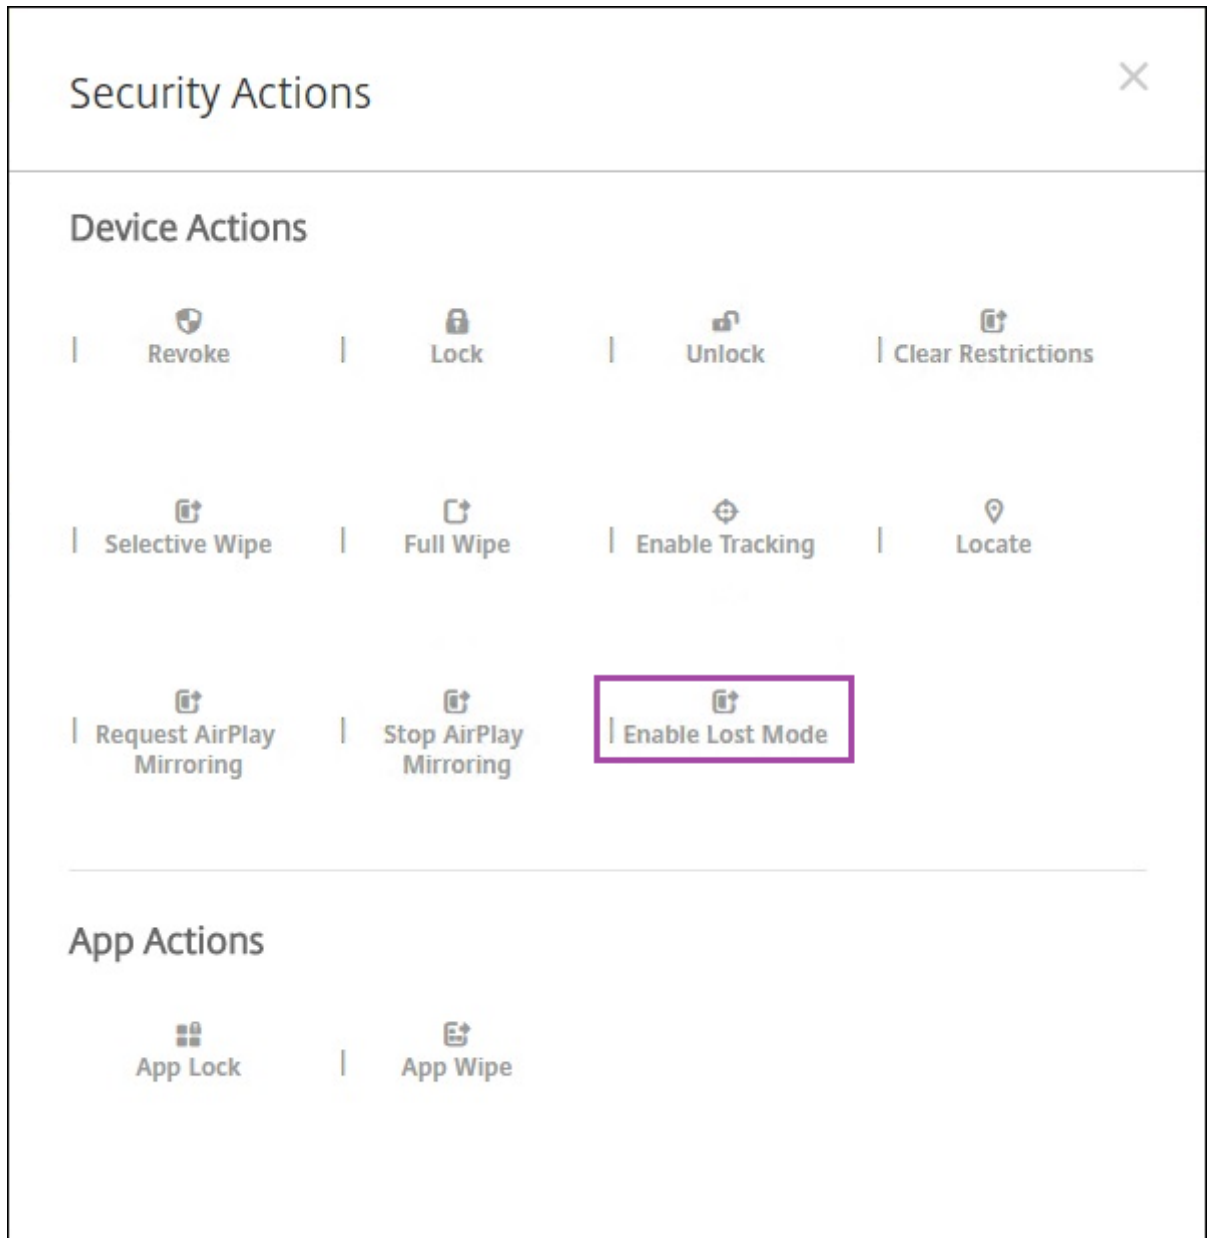 Security Actions
Device Actions
Revoke
Lock
Unlock
Clear Restrictions
Selective Wipe
Full Wipe
Enable Tracking
Locate
Request AirPlay
Mirroring
Stop AirPlay
Mirroring
Enable Lost Mode
App Actions
App Lock
App Wipe